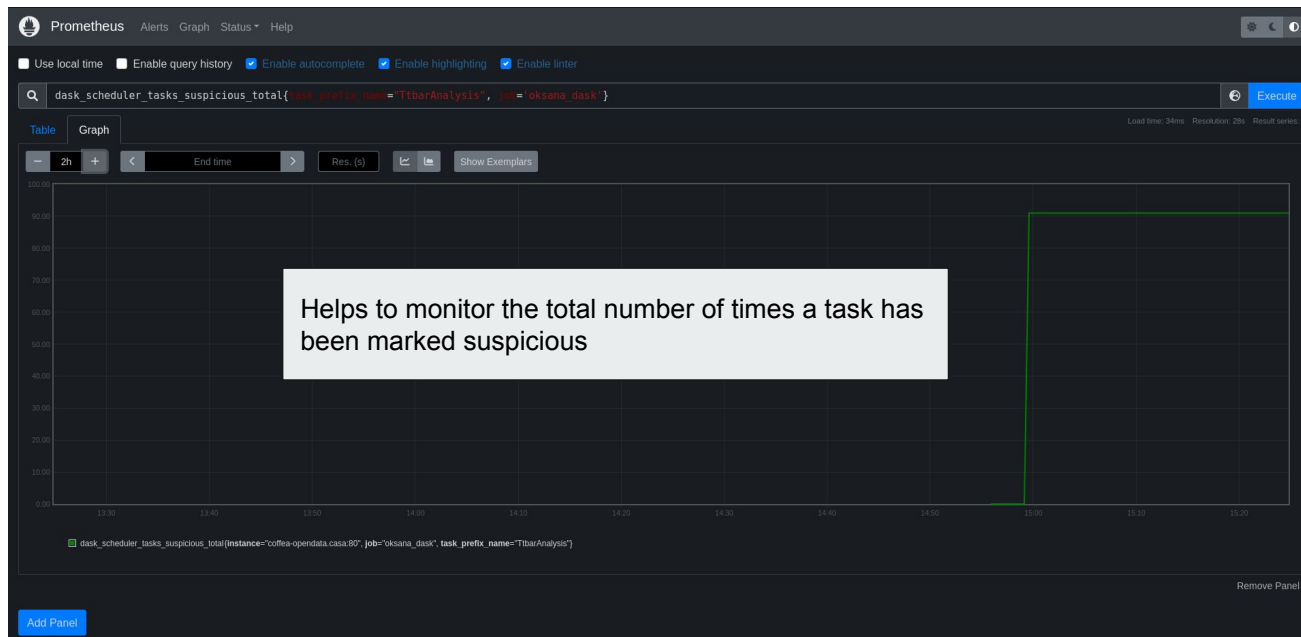 Prometheus Alerts Graph Status Help
Use local time Enable query history Enable autocomplete Enable highlighting Enable linter
dask_scheduler_tasks_suspicious_total{task_prefix_name="TtbarAnalysis", job='oksana_dask'} Execute
Load time: 34ms Resolution: 28s Result series:
Table Graph
− 2h + < End time > Res. (s) Show Exemplars
100.00
90.00
80.00
70.00
60.00
50.00
40.00
30.00
20.00
10.00
0.00
Helps to monitor the total number of times a task has
been marked suspicious
13:30 13:40 13:50 14:00 14:10 14:20 14:30 14:40 14:50 15:00 15:10 15:20
dask_scheduler_tasks_suspicious_total{instance="coffea-opendata.casa:80", job="oksana_dask", task_prefix_name="TtbarAnalysis"}
Remove Panel
Add Panel